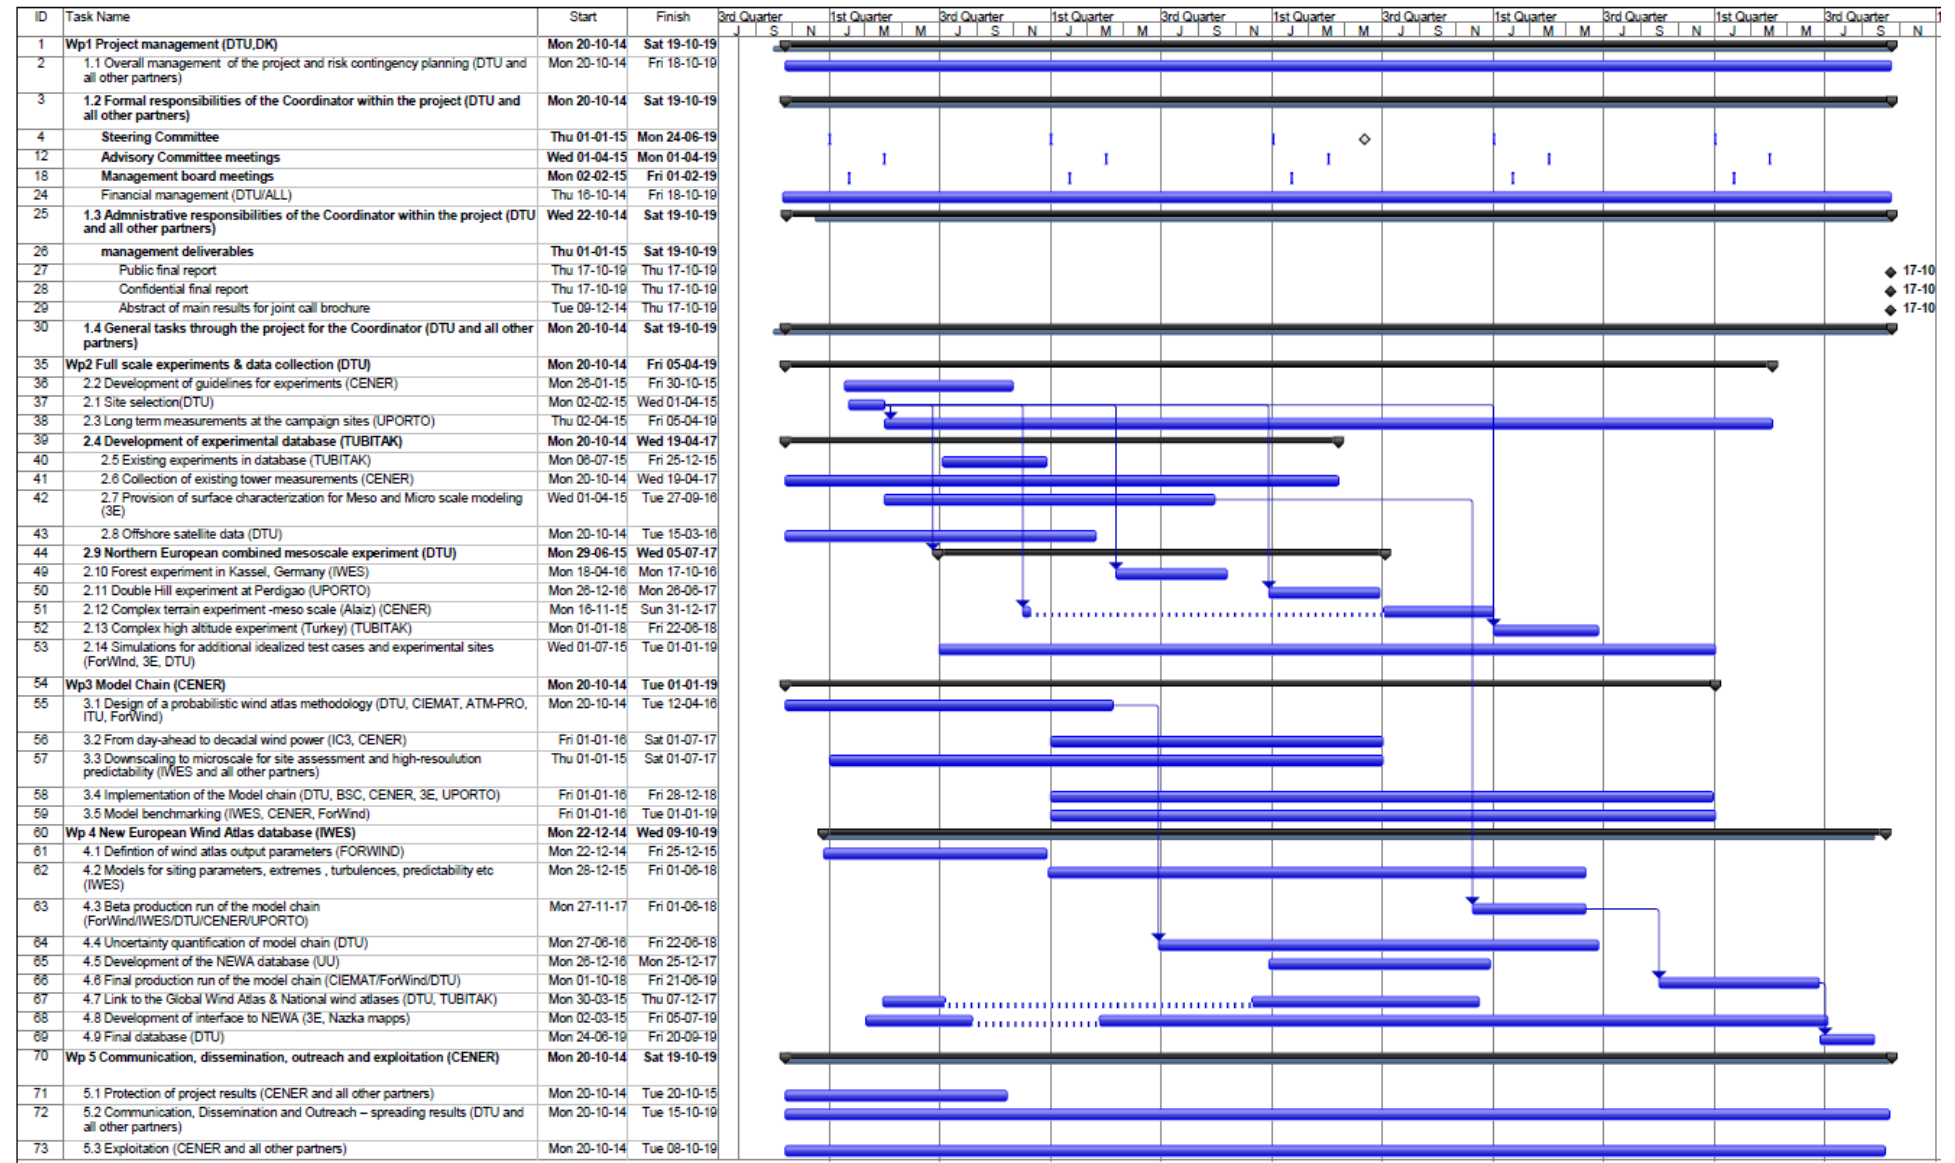 ID Task Name Start Finish 3rd Quarter 1st Quarter 3rd Quarter 1st Quarter 3rd Quarter 1st Quarter 3rd Quarter 1st Quarter 3rd Quarter 1st Quarter 3rd Quarter 1
J S N J M M J S N J M M J S N J M M J S N J M M J S N J M M J S N
1 Wp1 Project management (DTU,DK) Mon 20-10-14 Sat 19-10-19
2 1.1 Overall management of the project and risk contingency planning (DTU and Mon 20-10-14 Fri 18-10-19
all other partners)
3 1.2 Formal responsibilities of the Coordinator within the project (DTU and Mon 20-10-14 Sat 19-10-19
all other partners)
4 Steering Committee Thu 01-01-15 Mon 24-06-19
12 Advisory Committee meetings Wed 01-04-15 Mon 01-04-19
18 Management board meetings Mon 02-02-15 Fri 01-02-19
24 Financial management (DTU/ALL) Thu 16-10-14 Fri 18-10-19
25 1.3 Admnistrative responsibilities of the Coordinator within the project (DTU Wed 22-10-14 Sat 19-10-19
and all other partners)
26 management deliverables Thu 01-01-15 Sat 19-10-19
27 Public final report Thu 17-10-19 Thu 17-10-19 17-10
28 Confidential final report Thu 17-10-19 Thu 17-10-19 17-10
29 Abstract of main results for joint call brochure Tue 09-12-14 Thu 17-10-19 17-10
30 1.4 General tasks through the project for the Coordinator (DTU and all other Mon 20-10-14 Sat 19-10-19
partners)
35 Wp2 Full scale experiments & data collection (DTU) Mon 20-10-14 Fri 05-04-19
36 2.2 Development of guidelines for experiments (CENER) Mon 26-01-15 Fri 30-10-15
37 2.1 Site selection(DTU) Mon 02-02-15 Wed 01-04-15
38 2.3 Long term measurements at the campaign sites (UPORTO) Thu 02-04-15 Fri 05-04-19
39 2.4 Development of experimental database (TUBITAK) Mon 20-10-14 Wed 19-04-17
40 2.5 Existing experiments in database (TUBITAK) Mon 06-07-15 Fri 25-12-15
41 2.6 Collection of existing tower measurements (CENER) Mon 20-10-14 Wed 19-04-17
42 2.7 Provision of surface characterization for Meso and Micro scale modeling Wed 01-04-15 Tue 27-09-16
(3E)
43 2.8 Offshore satellite data (DTU) Mon 20-10-14 Tue 15-03-16
44 2.9 Northern European combined mesoscale experiment (DTU) Mon 29-06-15 Wed 05-07-17
49 2.10 Forest experiment in Kassel, Germany (IWES) Mon 18-04-16 Mon 17-10-16
50 2.11 Double Hill experiment at Perdigao (UPORTO) Mon 26-12-16 Mon 26-06-17
51 2.12 Complex terrain experiment -meso scale (Alaiz) (CENER) Mon 16-11-15 Sun 31-12-17
52 2.13 Complex high altitude experiment (Turkey) (TUBITAK) Mon 01-01-18 Fri 22-06-18
53 2.14 Simulations for additional idealized test cases and experimental sites Wed 01-07-15 Tue 01-01-19
(ForWInd, 3E, DTU)
54 Wp3 Model Chain (CENER) Mon 20-10-14 Tue 01-01-19
55 3.1 Design of a probabilistic wind atlas methodology (DTU, CIEMAT, ATM-PRO, Mon 20-10-14 Tue 12-04-16
ITU, ForWind)
56 3.2 From day-ahead to decadal wind power (IC3, CENER) Fri 01-01-16 Sat 01-07-17
57 3.3 Downscaling to microscale for site assessment and high-resoulution Thu 01-01-15 Sat 01-07-17
predictability (IWES and all other partners)
58 3.4 Implementation of the Model chain (DTU, BSC, CENER, 3E, UPORTO) Fri 01-01-16 Fri 28-12-18
59 3.5 Model benchmarking (IWES, CENER, ForWind) Fri 01-01-16 Tue 01-01-19
60 Wp 4 New European Wind Atlas database (IWES) Mon 22-12-14 Wed 09-10-19
61 4.1 Defintion of wind atlas output parameters (FORWIND) Mon 22-12-14 Fri 25-12-15
62 4.2 Models for siting parameters, extremes , turbulences, predictability etc Mon 28-12-15 Fri 01-06-18
(IWES)
63 4.3 Beta production run of the model chain Mon 27-11-17 Fri 01-06-18
(ForWind/IWES/DTU/CENER/UPORTO)
64 4.4 Uncertainty quantification of model chain (DTU) Mon 27-06-16 Fri 22-06-18
65 4.5 Development of the NEWA database (UU) Mon 26-12-16 Mon 25-12-17
66 4.6 Final production run of the model chain (CIEMAT/ForWind/DTU) Mon 01-10-18 Fri 21-06-19
67 4.7 Link to the Global Wind Atlas & National wind atlases (DTU, TUBITAK) Mon 30-03-15 Thu 07-12-17
68 4.8 Development of interface to NEWA (3E, Nazka mapps) Mon 02-03-15 Fri 05-07-19
69 4.9 Final database (DTU) Mon 24-06-19 Fri 20-09-19
70 Wp 5 Communication, dissemination, outreach and exploitation (CENER) Mon 20-10-14 Sat 19-10-19
71 5.1 Protection of project results (CENER and all other partners) Mon 20-10-14 Tue 20-10-15
72 5.2 Communication, Dissemination and Outreach – spreading results (DTU and Mon 20-10-14 Tue 15-10-19
all other partners)
73 5.3 Exploitation (CENER and all other partners) Mon 20-10-14 Tue 08-10-19